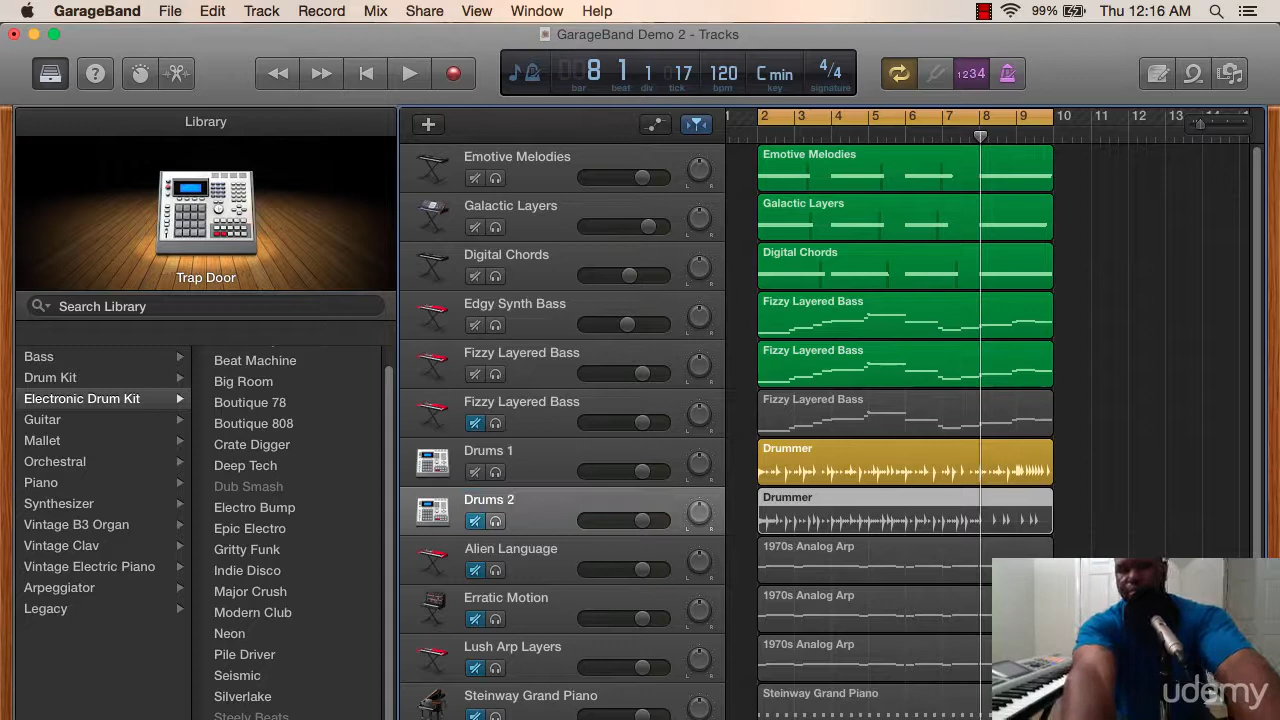 GarageBand File Edit Track Record Mix Share View Window Help 99% Thu 12:16 AM
GarageBand Demo 2 - Tracks
8 1 1 017 120 C min 4/4 1234
bar beat div tick bpm key signature
Library
1 2 3 4 5 6 7 8 9 10 11 12 13
Trap Door
Search Library
Bass
Drum Kit
Electronic Drum Kit
Guitar
Mallet
Orchestral
Piano
Synthesizer
Vintage B3 Organ
Vintage Clav
Vintage Electric Piano
Arpeggiator
Legacy
Beat Machine
Big Room
Boutique 78
Boutique 808
Crate Digger
Deep Tech
Dub Smash
Electro Bump
Epic Electro
Gritty Funk
Indie Disco
Major Crush
Modern Club
Neon
Pile Driver
Seismic
Silverlake
Steely Beats
Emotive Melodies
Galactic Layers
Digital Chords
Edgy Synth Bass
Fizzy Layered Bass
Fizzy Layered Bass
Drums 1
Drums 2
Alien Language
Erratic Motion
Lush Arp Layers
Steinway Grand Piano
Emotive Melodies
Galactic Layers
Digital Chords
Fizzy Layered Bass
Fizzy Layered Bass
Fizzy Layered Bass
Drummer
Drummer
1970s Analog Arp
1970s Analog Arp
1970s Analog Arp
Steinway Grand Piano
udemy